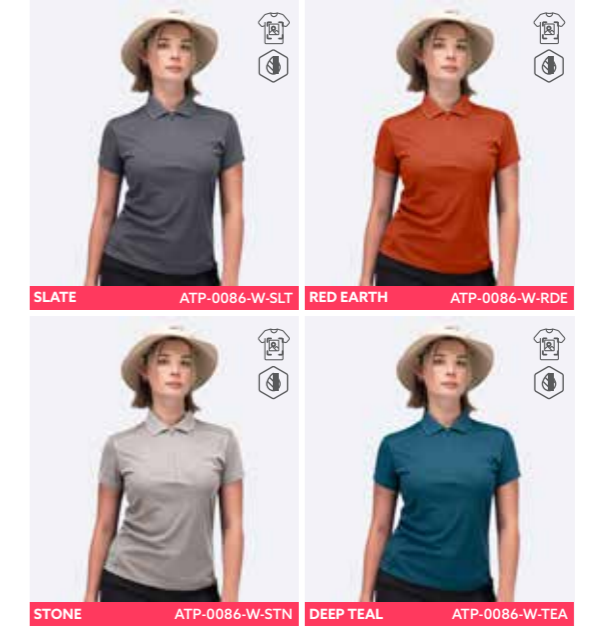 SLATE ATP-0086-W-SLT
RED EARTH ATP-0086-W-RDE
STONE ATP-0086-W-STN
DEEP TEAL ATP-0086-W-TEA